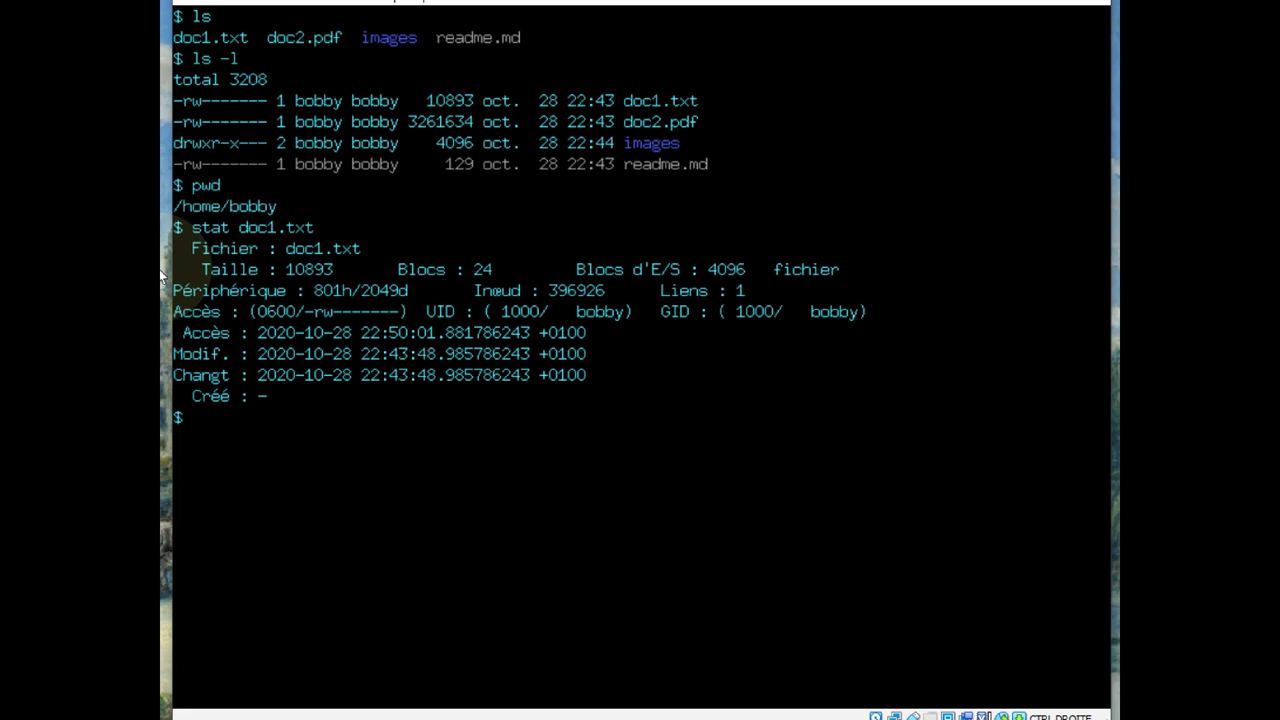 $ ls
doc1.txt  doc2.pdf  images  readme.md
$ ls -l
total 3208
-rw------- 1 bobby bobby   10893 oct.  28 22:43 doc1.txt
-rw------- 1 bobby bobby 3261634 oct.  28 22:43 doc2.pdf
drwxr-x--- 2 bobby bobby    4096 oct.  28 22:44 images
-rw------- 1 bobby bobby     129 oct.  28 22:43 readme.md
$ pwd
/home/bobby
$ stat doc1.txt
  Fichier : doc1.txt
   Taille : 10893       Blocs : 24         Blocs d'E/S : 4096   fichier
Périphérique : 801h/2049d       Inœud : 396926      Liens : 1
Accès : (0600/-rw-------)  UID : ( 1000/   bobby)   GID : ( 1000/   bobby)
 Accès : 2020-10-28 22:50:01.881786243 +0100
Modif. : 2020-10-28 22:43:48.985786243 +0100
Changt : 2020-10-28 22:43:48.985786243 +0100
  Créé : -
$
CTRL DROITE